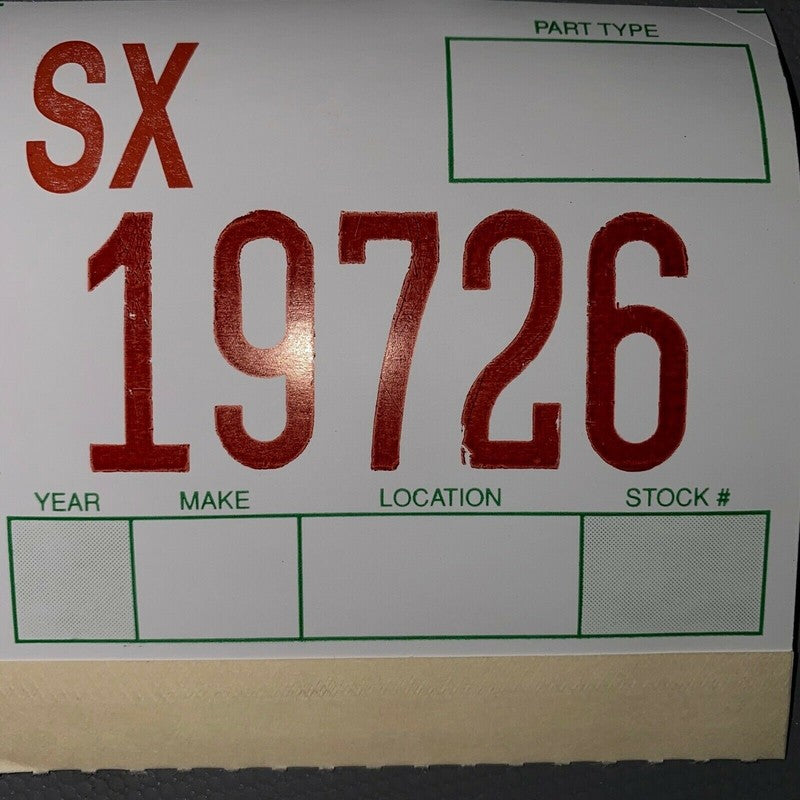 SX
PART TYPE
19726
YEAR MAKE LOCATION STOCK #